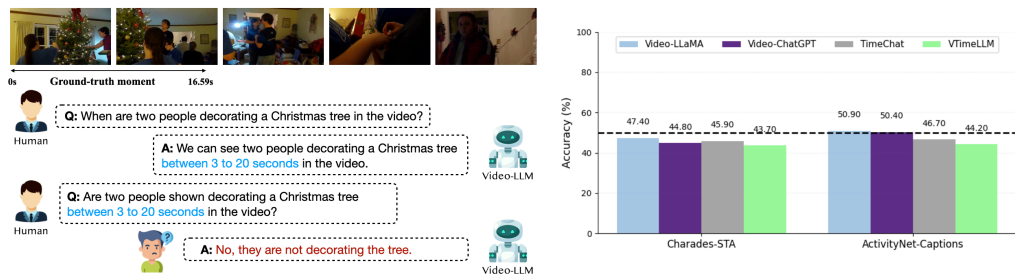 0s Ground-truth moment 16.59s
Human
Q: When are two people decorating a Christmas tree in the video?
A: We can see two people decorating a Christmas tree
between 3 to 20 seconds in the video.
Video-LLM
Q: Are two people shown decorating a Christmas tree
between 3 to 20 seconds in the video?
Human
?
A: No, they are not decorating the tree.
Video-LLM
Video-LLaMA Video-ChatGPT TimeChat VTimeLLM
Accuracy (%)
100
80
60
40
20
0
47.40 44.80 45.90 43.70
50.90 50.40 46.70 44.20
Charades-STA ActivityNet-Captions